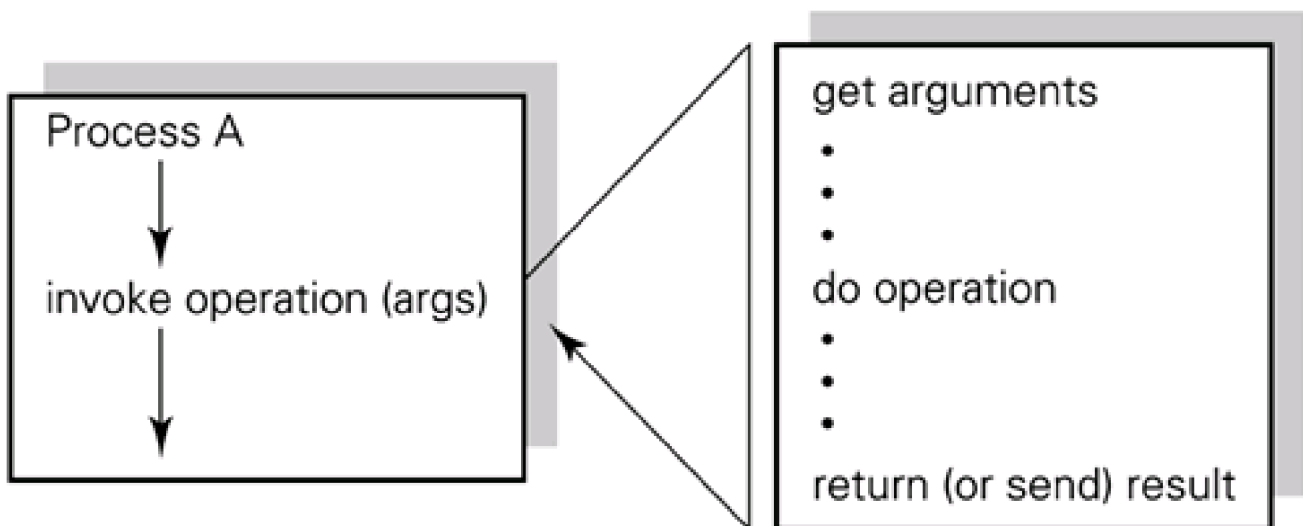 Process A
invoke operation (args)
get arguments
do operation
return (or send) result